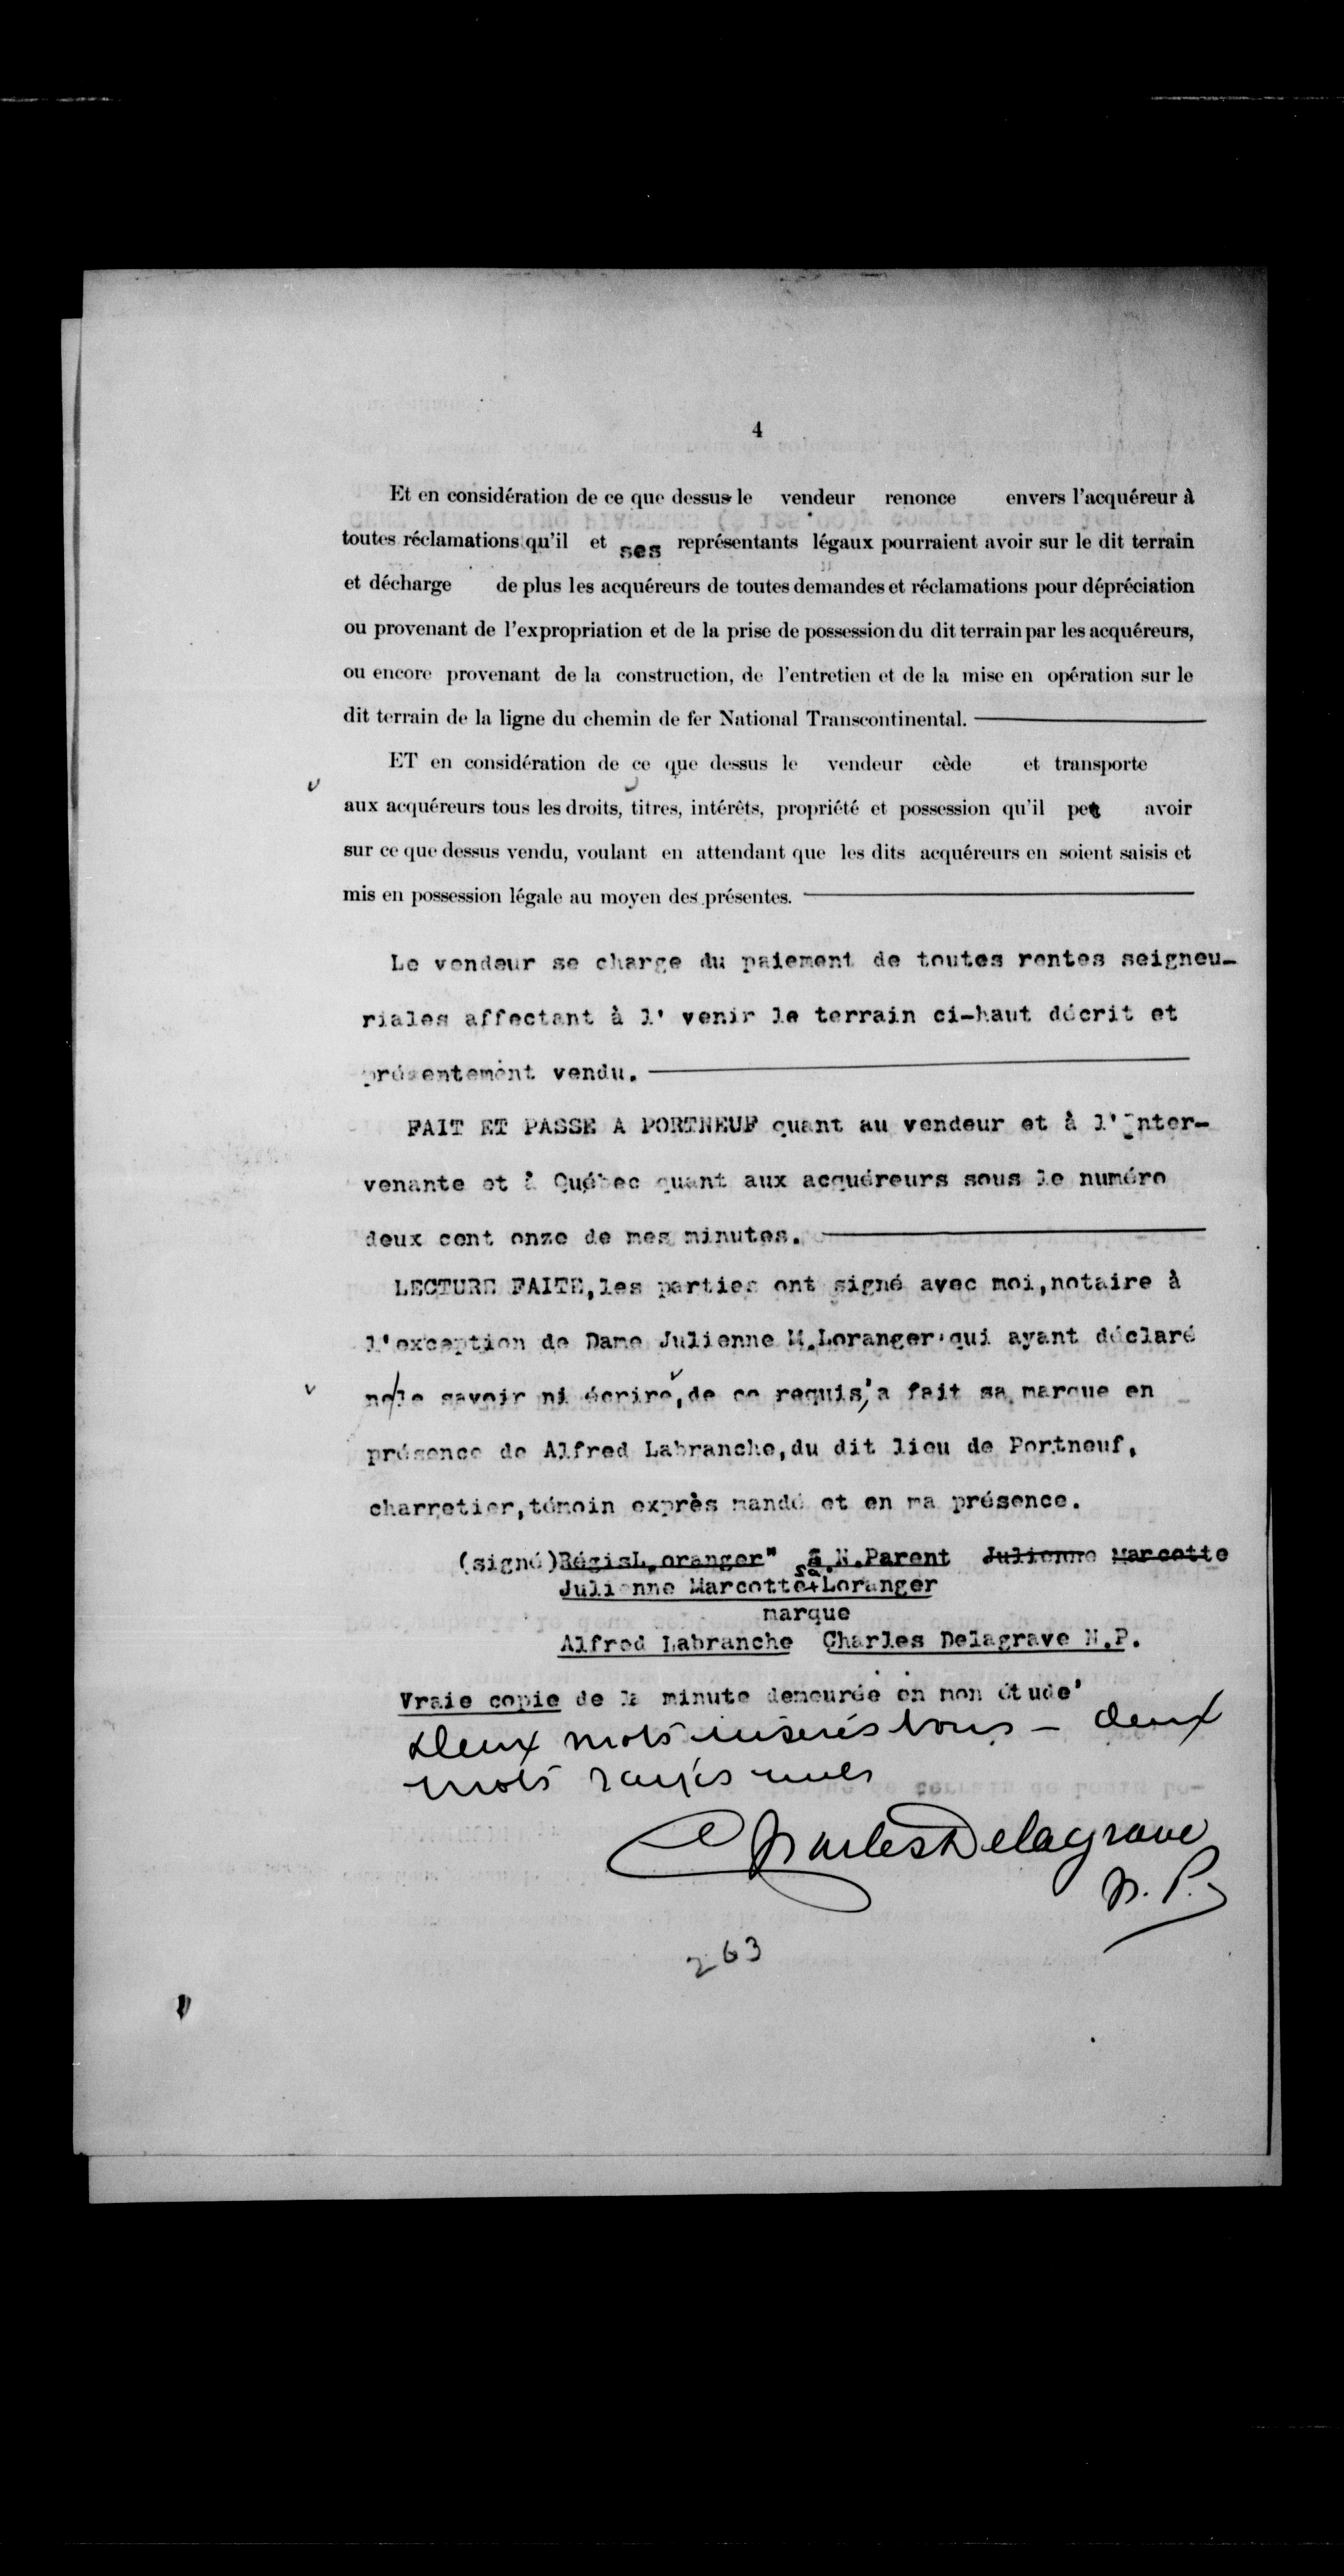 4
Et en considération de ce que dessus le vendeur renonce envers l'acquéreur à
toutes réclamations qu'il et ses représentants légaux pourraient avoir sur le dit terrain
et décharge de plus les acquéreurs de toutes demandes et réclamations pour dépréciation
ou provenant de l'expropriation et de la prise de possession du dit terrain par les acquéreurs,
ou encore provenant de la construction, de l'entretien et de la mise en opération sur le
dit terrain de la ligne du chemin de fer National Transcontinental.
ET en considération de ce que dessus le vendeur cède et transporte
aux acquéreurs tous les droits, titres, intérêts, propriété et possession qu'il pet avoir
sur ce que dessus vendu, voulant en attendant que les dits acquéreurs en soient saisis et
mis en possession légale au moyen des présentes.
Le vendeur se charge du paiement de toutes rentes seigneu-
riales affectant à l' venir le terrain ci-haut décrit et
présentement vendu.
FAIT ET PASSE A PORTNEUF quant au vendeur et à l'Inter-
venante et à Québec quant aux acquéreurs sous le numéro
deux cent onze de mes minutes.
LECTURE FAITE,les parties ont signé avec moi,notaire à
l'exception de Dame Julienne M.Loranger qui ayant déclaré
ne le savoir ni écrire,de ce requis,a fait sa marque en
présence de Alfred Labranche,du dit lieu de Portneuf,
charretier,témoin exprès mandé et en ma présence.
(signé)RégisL.oranger" S.N.Parent Julienne Marcotte
sa
Julienne Marcotte+Loranger
marque
Alfred Labranche Charles Delagrave N.P.
Vraie copie de la minute demeurée en mon étude'
Deux mots insérés bons - deux
mots rayés nuls
Charles Delagrave
N. P.
263